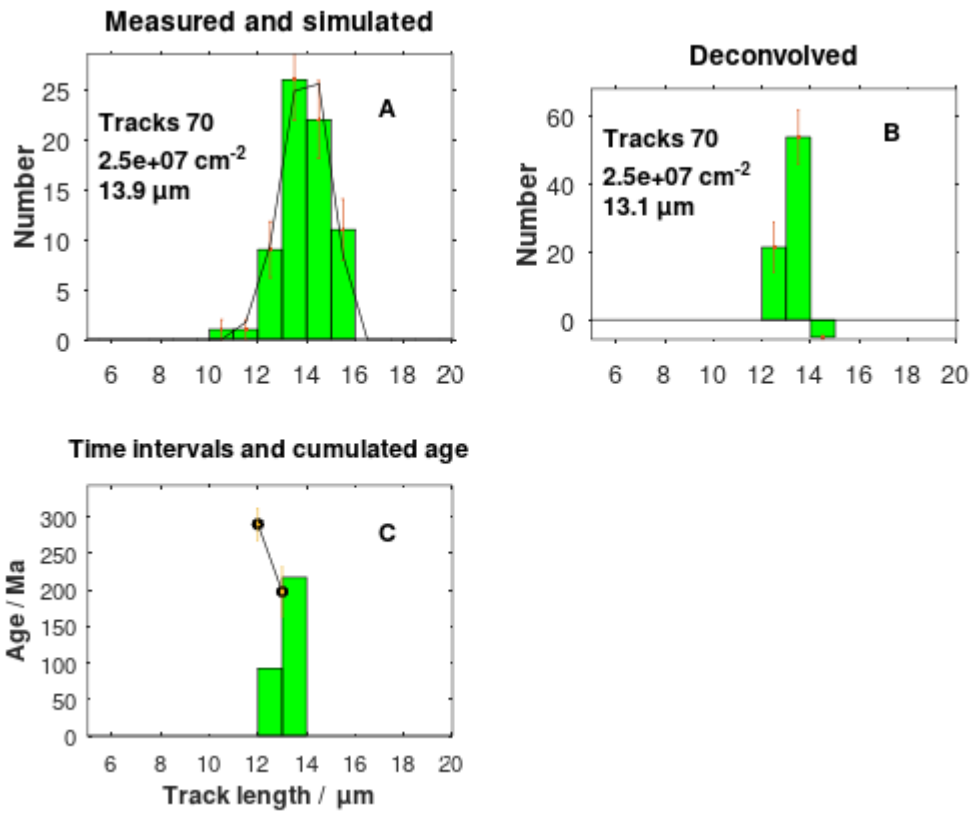 Measured and simulated
A
Tracks 70
2.5e+07 cm-2
13.9 µm
Number
25
20
15
10
5
0
6 8 10 12 14 16 18 20
Deconvolved
B
Tracks 70
2.5e+07 cm-2
13.1 µm
Number
60
40
20
0
6 8 10 12 14 16 18 20
Time intervals and cumulated age
C
Age / Ma
300
250
200
150
100
50
0
6 8 10 12 14 16 18 20
Track length / µm